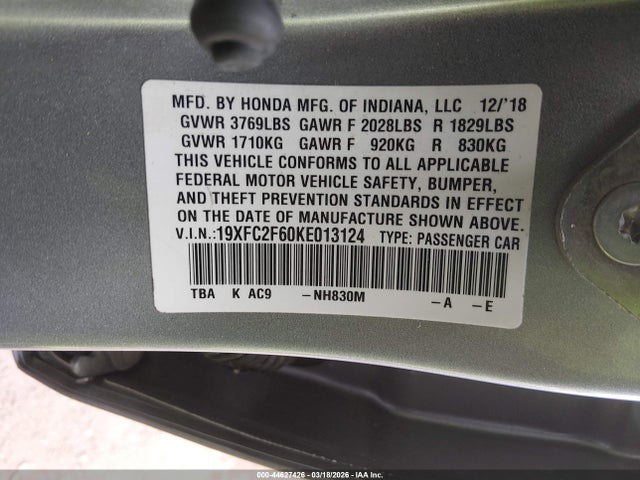 MFD. BY HONDA MFG. OF INDIANA, LLC 12/'18
GVWR 3769LBS GAWR F 2028LBS R 1829LBS
GVWR 1710KG GAWR F 920KG R 830KG
THIS VEHICLE CONFORMS TO ALL APPLICABLE
FEDERAL MOTOR VEHICLE SAFETY, BUMPER,
AND THEFT PREVENTION STANDARDS IN EFFECT
ON THE DATE OF MANUFACTURE SHOWN ABOVE.
V.I.N.:19XFC2F60KE013124 TYPE: PASSENGER CAR
TBA K AC9 –NH830M –A –E
000-44627426 - 03/18/2026 - IAA Inc.